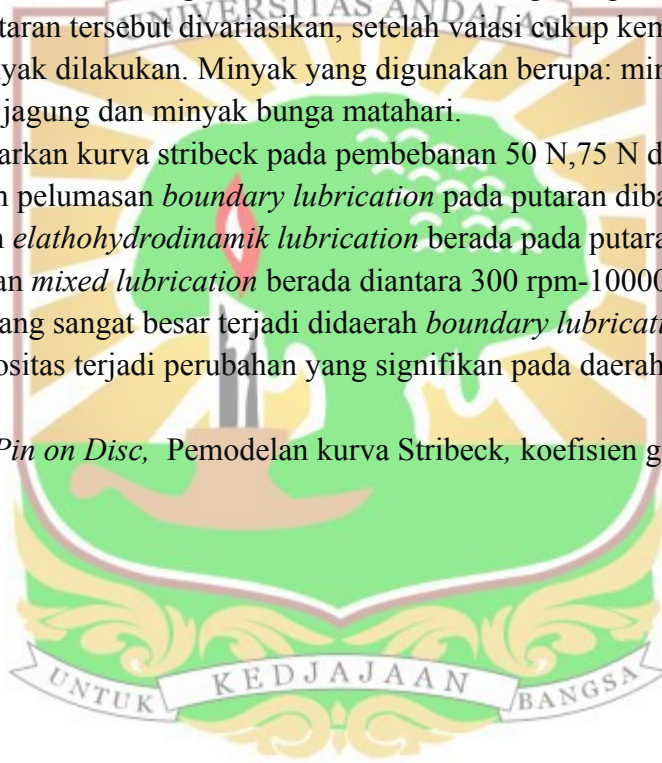 UNIVERSITAS ANDALAS
taran tersebut divariasikan, setelah vaiasi cukup kem
yak dilakukan. Minyak yang digunakan berupa: min
jagung dan minyak bunga matahari.
arkan kurva stribeck pada pembebanan 50 N,75 N d
n pelumasan boundary lubrication pada putaran diba
n elathohydrodinamik lubrication berada pada putara
an mixed lubrication berada diantara 300 rpm-10000
ang sangat besar terjadi didaerah boundary lubricati
ositas terjadi perubahan yang signifikan pada daerah
Pin on Disc, Pemodelan kurva Stribeck, koefisien g
UNTUK KEDJAJAAN BANGSA